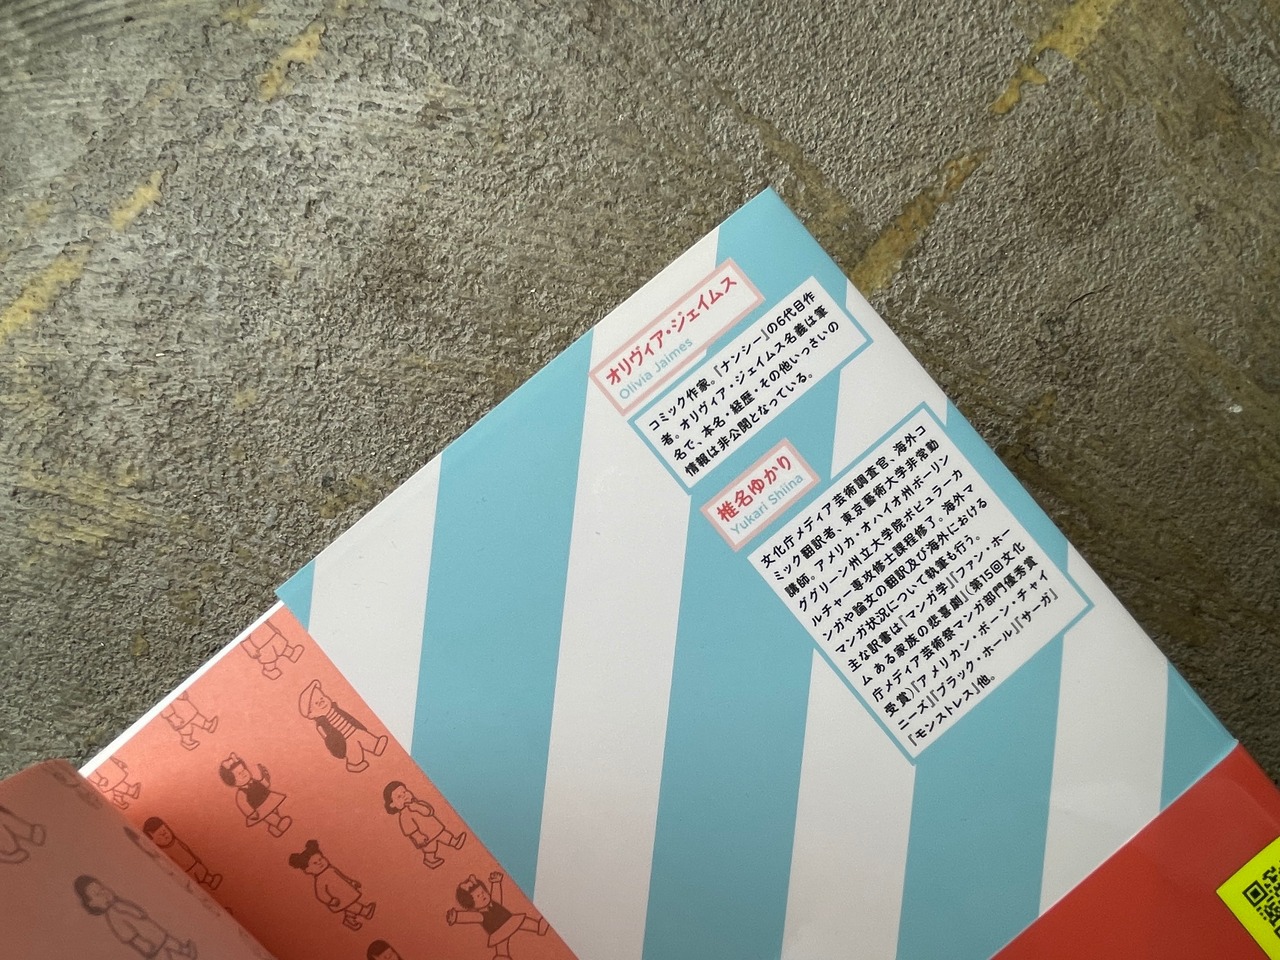 オリヴィア・ジェイムス
Olivia Jaimes
コミック作家。『ナンシー』の6代目作
者。オリヴィア・ジェイムス名義は筆
名で、本名・経歴・その他いっさいの
情報は非公開となっている。
椎名ゆかり
Yukari Shiina
文化庁メディア芸術調査官、海外コ
ミック翻訳者、東京藝術大学非常勤
講師。アメリカ・オハイオ州ボーリン
ググリーン州立大学院ポピュラーカ
ルチャー専攻修士課程修了。海外マ
ンガや論文の翻訳及び海外における
マンガ状況について執筆も行う。
主な訳書は『マンガ学』『ファン・ホー
ム ある家族の悲喜劇』(第15回文化
庁メディア芸術祭マンガ部門優秀賞
受賞)『アメリカン・ボーン・チャイ
ニーズ』『ブラック・ホール』『サーガ』
『モンストレス』他。